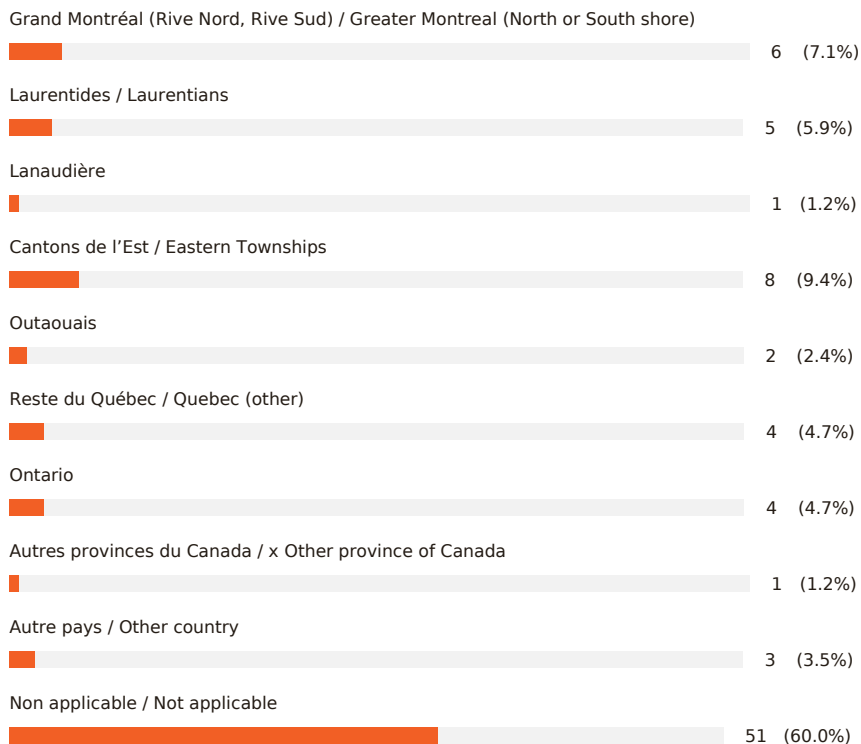 Grand Montréal (Rive Nord, Rive Sud) / Greater Montreal (North or South shore)
6 (7.1%)
Laurentides / Laurentians
5 (5.9%)
Lanaudière
1 (1.2%)
Cantons de l’Est / Eastern Townships
8 (9.4%)
Outaouais
2 (2.4%)
Reste du Québec / Quebec (other)
4 (4.7%)
Ontario
4 (4.7%)
Autres provinces du Canada / x Other province of Canada
1 (1.2%)
Autre pays / Other country
3 (3.5%)
Non applicable / Not applicable
51 (60.0%)